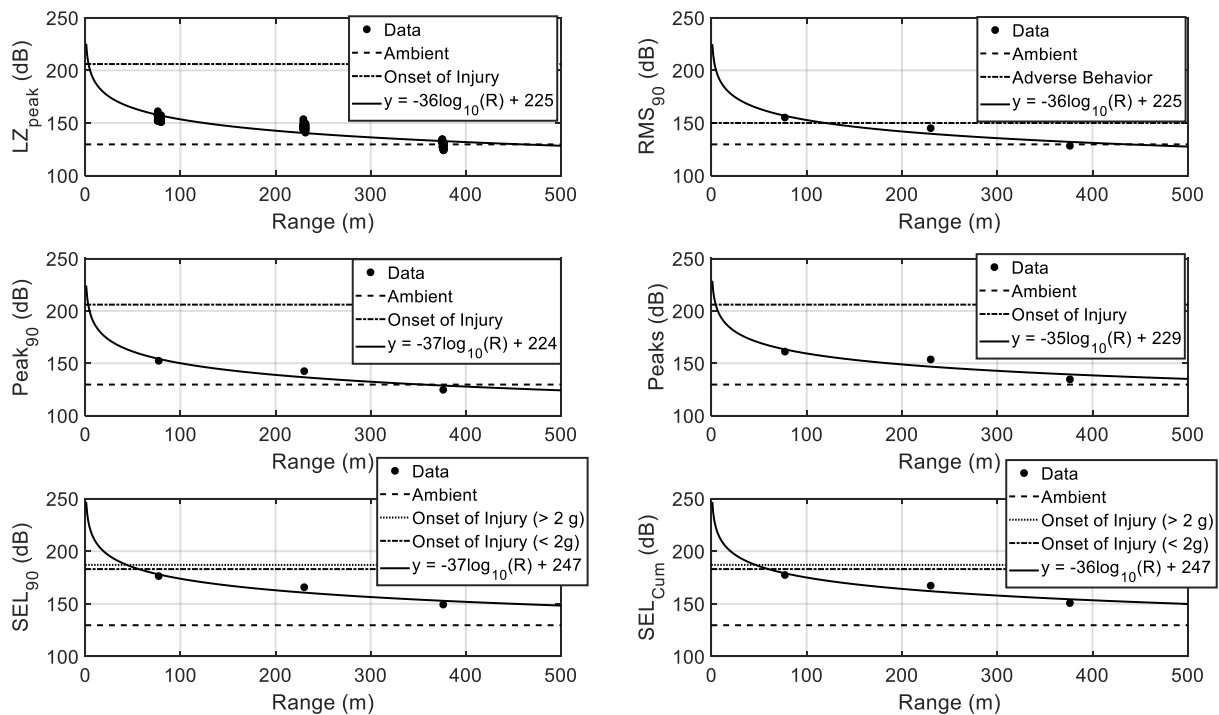 250
200
150
100
LZpeak (dB)
0 100 200 300 400 500
Range (m)
Data
Ambient
Onset of Injury
y = -36log10(R) + 225
250
200
150
100
RMS90 (dB)
0 100 200 300 400 500
Range (m)
Data
Ambient
Adverse Behavior
y = -36log10(R) + 225
250
200
150
100
Peak90 (dB)
0 100 200 300 400 500
Range (m)
Data
Ambient
Onset of Injury
y = -37log10(R) + 224
250
200
150
100
Peaks (dB)
0 100 200 300 400 500
Range (m)
Data
Ambient
Onset of Injury
y = -35log10(R) + 229
250
200
150
100
SEL90 (dB)
0 100 200 300 400 500
Range (m)
Data
Ambient
Onset of Injury (> 2 g)
Onset of Injury (< 2g)
y = -37log10(R) + 247
250
200
150
100
SELCum (dB)
0 100 200 300 400 500
Range (m)
Data
Ambient
Onset of Injury (> 2 g)
Onset of Injury (< 2g)
y = -36log10(R) + 247